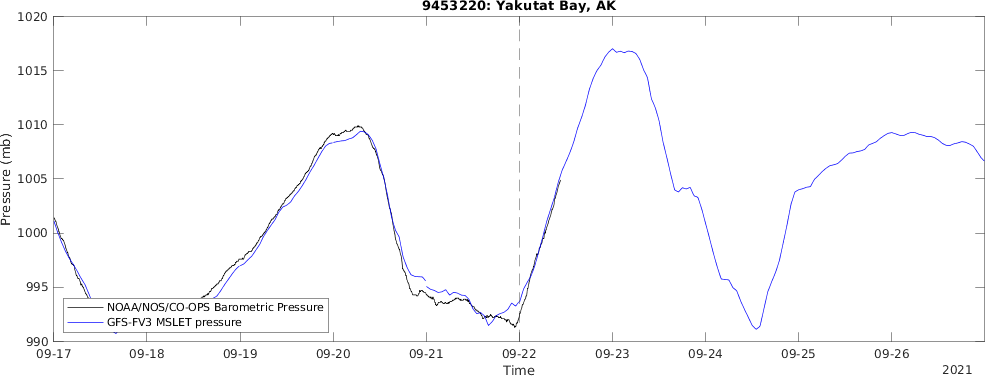 9453220: Yakutat Bay, AK
Pressure (mb)
1020
1015
1010
1005
1000
995
990
NOAA/NOS/CO-OPS Barometric Pressure
GFS-FV3 MSLET pressure
09-17 09-18 09-19 09-20 09-21 09-22 09-23 09-24 09-25 09-26
Time
2021